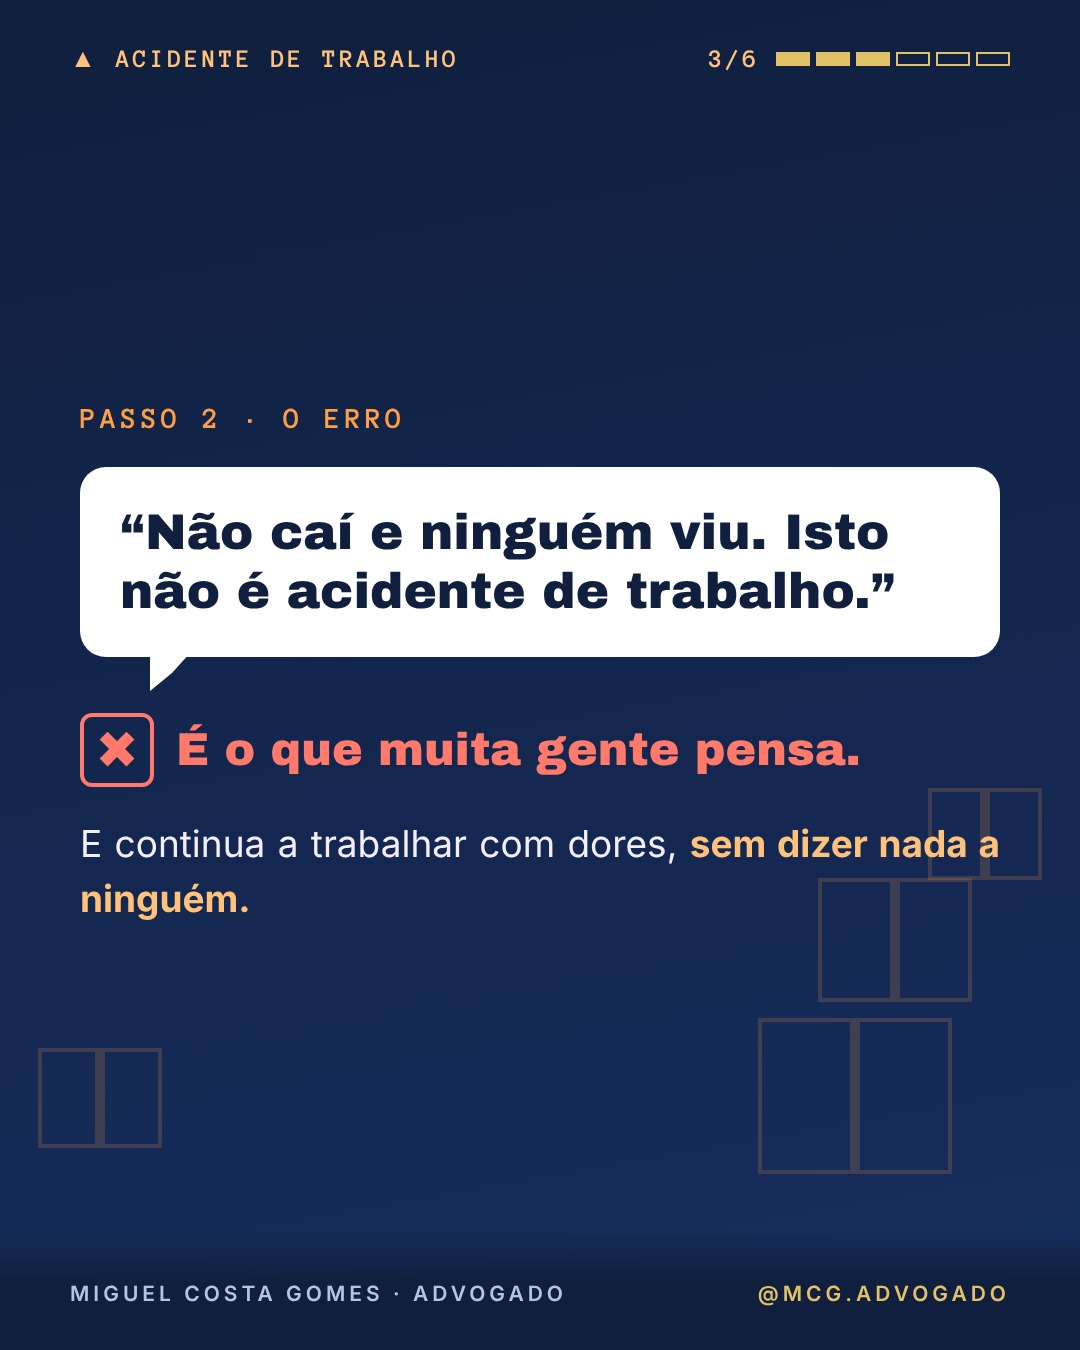 ▲ ACIDENTE DE TRABALHO
3/6
PASSO 2 · O ERRO
“Não caí e ninguém viu. Isto
não é acidente de trabalho.”
✖ É o que muita gente pensa.
E continua a trabalhar com dores, sem dizer nada a
ninguém.
MIGUEL COSTA GOMES · ADVOGADO
@MCG.ADVOGADO